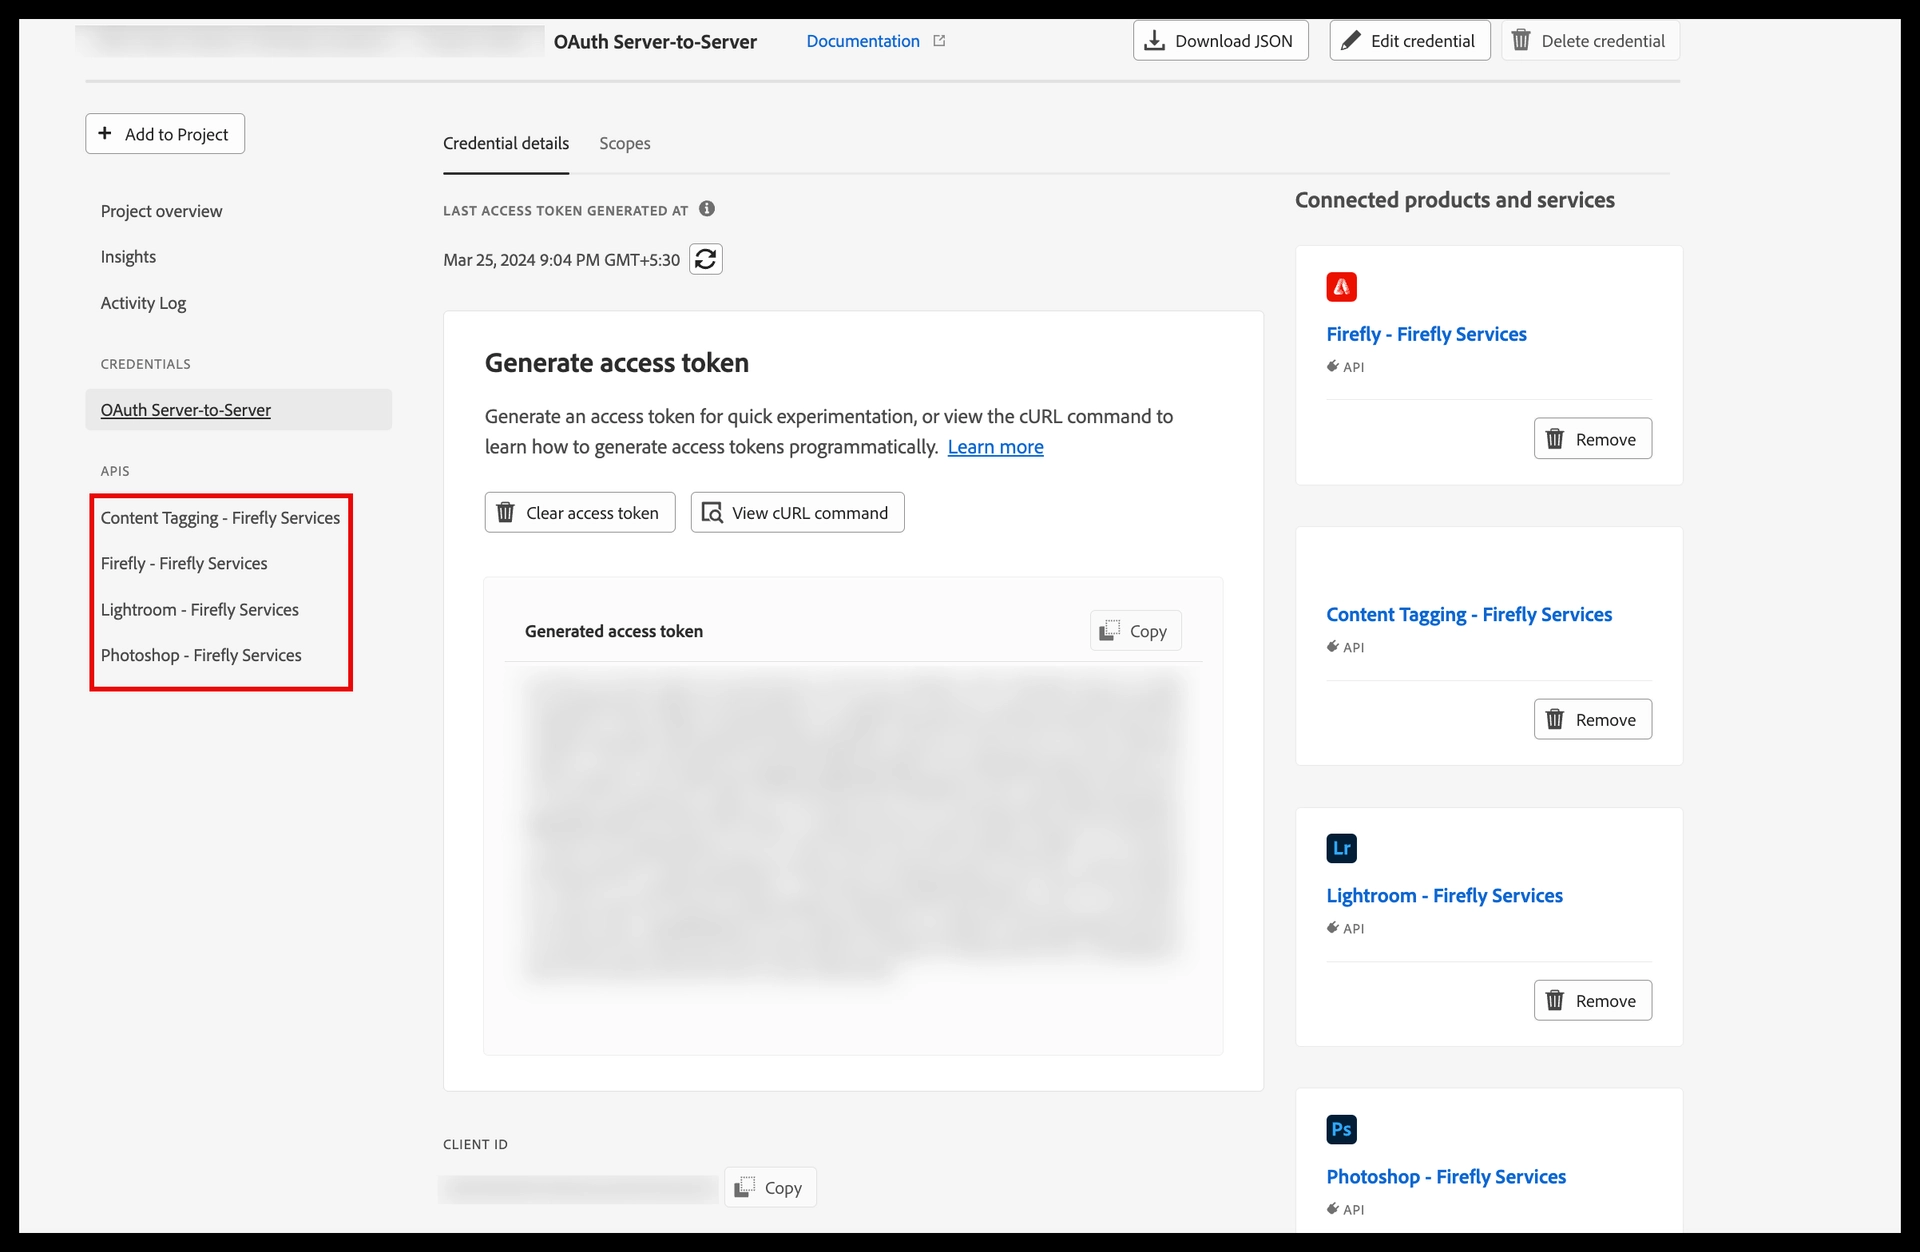 OAuth Server-to-Server
Documentation
Download JSON
Edit credential
Delete credential
Add to Project
Project overview
Insights
Activity Log
CREDENTIALS
OAuth Server-to-Server
APIS
Content Tagging - Firefly Services
Firefly - Firefly Services
Lightroom - Firefly Services
Photoshop - Firefly Services
Credential details
Scopes
LAST ACCESS TOKEN GENERATED AT
Mar 25, 2024 9:04 PM GMT+5:30
Generate access token
Generate an access token for quick experimentation, or view the cURL command to
learn how to generate access tokens programmatically. Learn more
Clear access token
View cURL command
Generated access token
Copy
CLIENT ID
Copy
Connected products and services
Firefly - Firefly Services
API
Remove
Content Tagging - Firefly Services
API
Remove
Lr
Lightroom - Firefly Services
API
Remove
Ps
Photoshop - Firefly Services
API